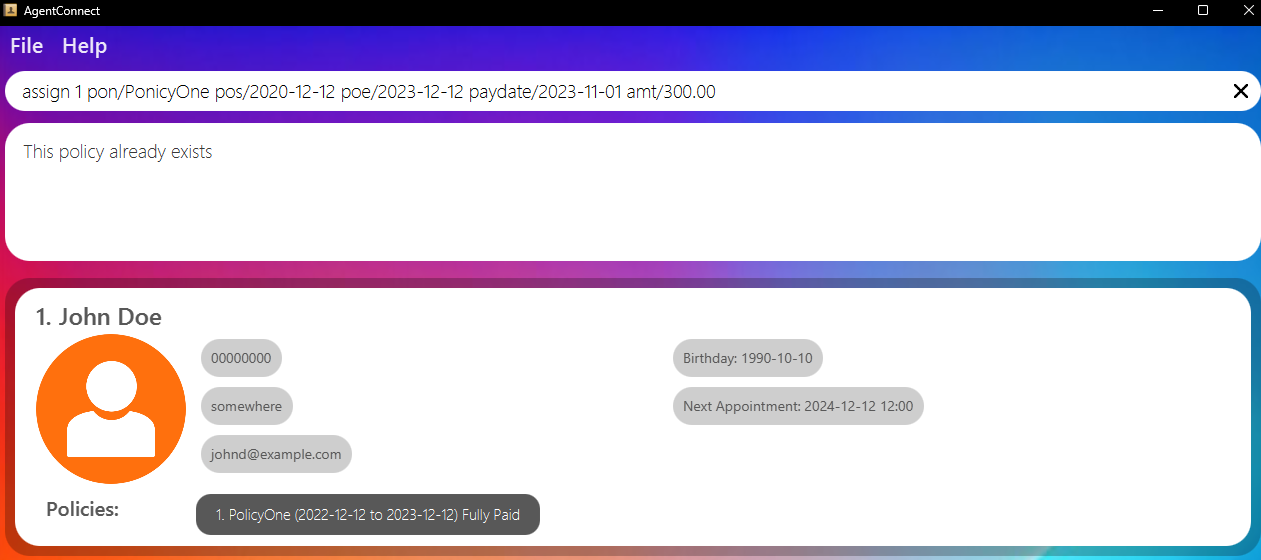 AgentConnect
File Help
assign 1 pon/PonicyOne pos/2020-12-12 poe/2023-12-12 paydate/2023-11-01 amt/300.00
This policy already exists
1. John Doe
00000000
Birthday: 1990-10-10
somewhere
Next Appointment: 2024-12-12 12:00
johnd@example.com
Policies:
1. PolicyOne (2022-12-12 to 2023-12-12) Fully Paid